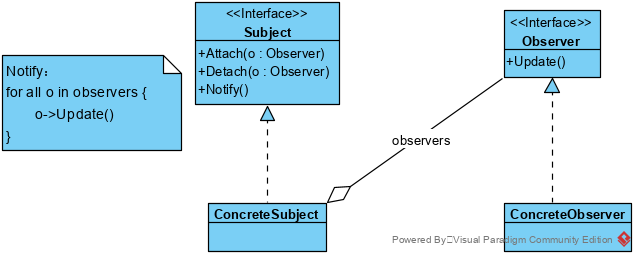 Notify：
for all o in observers {
o->Update()
}
<<Interface>>
Subject
+Attach(o : Observer)
+Detach(o : Observer)
+Notify()
<<Interface>>
Observer
+Update()
observers
ConcreteSubject
ConcreteObserver
Powered By Visual Paradigm Community Edition